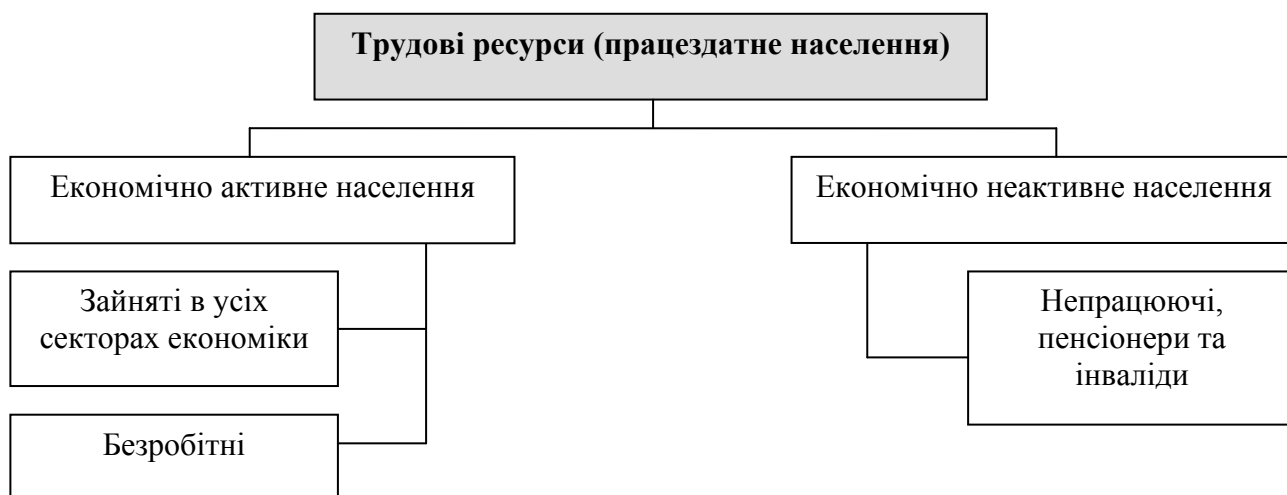 Трудові ресурси (працездатне населення)
Економічно активне населення
Економічно неактивне населення
Зайняті в усіх
секторах економіки
Непрацюючі,
пенсіонери та
інваліди
Безробітні